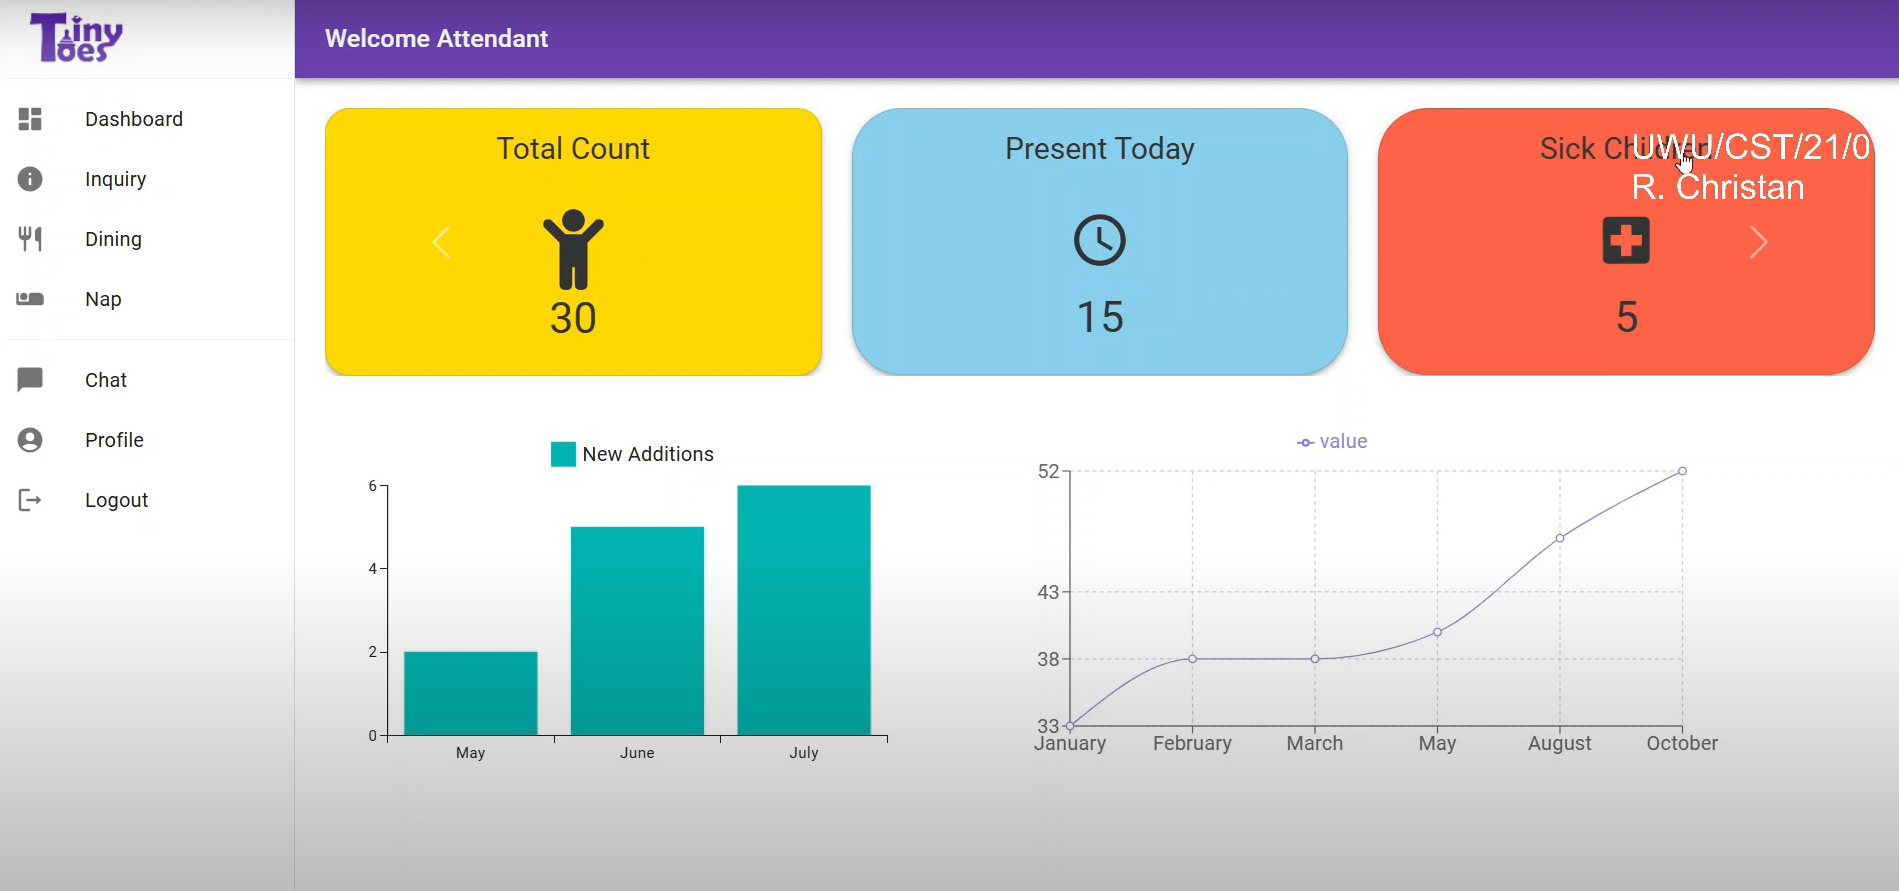 Tiny
Toes
Welcome Attendant
Dashboard
Inquiry
Dining
Nap
Chat
Profile
Logout
Total Count
30
Present Today
15
Sick Children
5
UWU/CST/21/0
R. Christan
New Additions
6
4
2
0
May
June
July
value
52
43
38
33
January
February
March
May
August
October